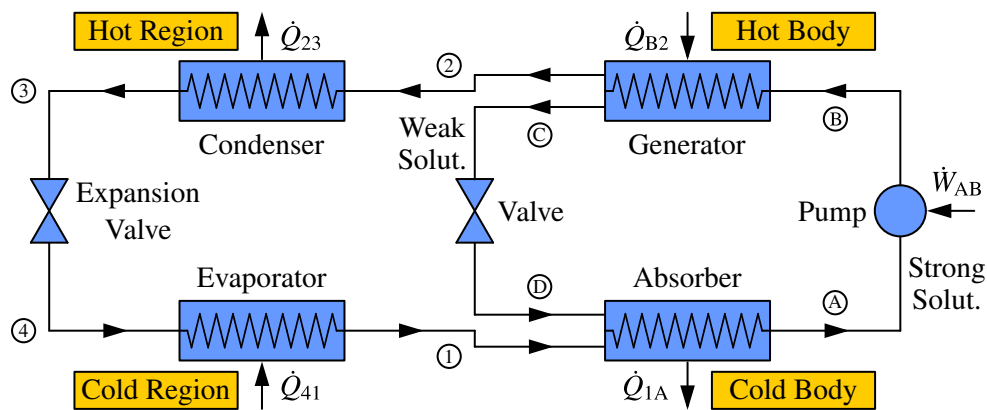 Hot Region
Q̇23
Q̇B2
Hot Body
2
3
Condenser
Weak
Solut.
C
Generator
B
Expansion
Valve
Valve
Pump
ẆAB
Evaporator
D
Absorber
Strong
Solut.
A
4
1
Cold Region
Q̇41
Q̇1A
Cold Body